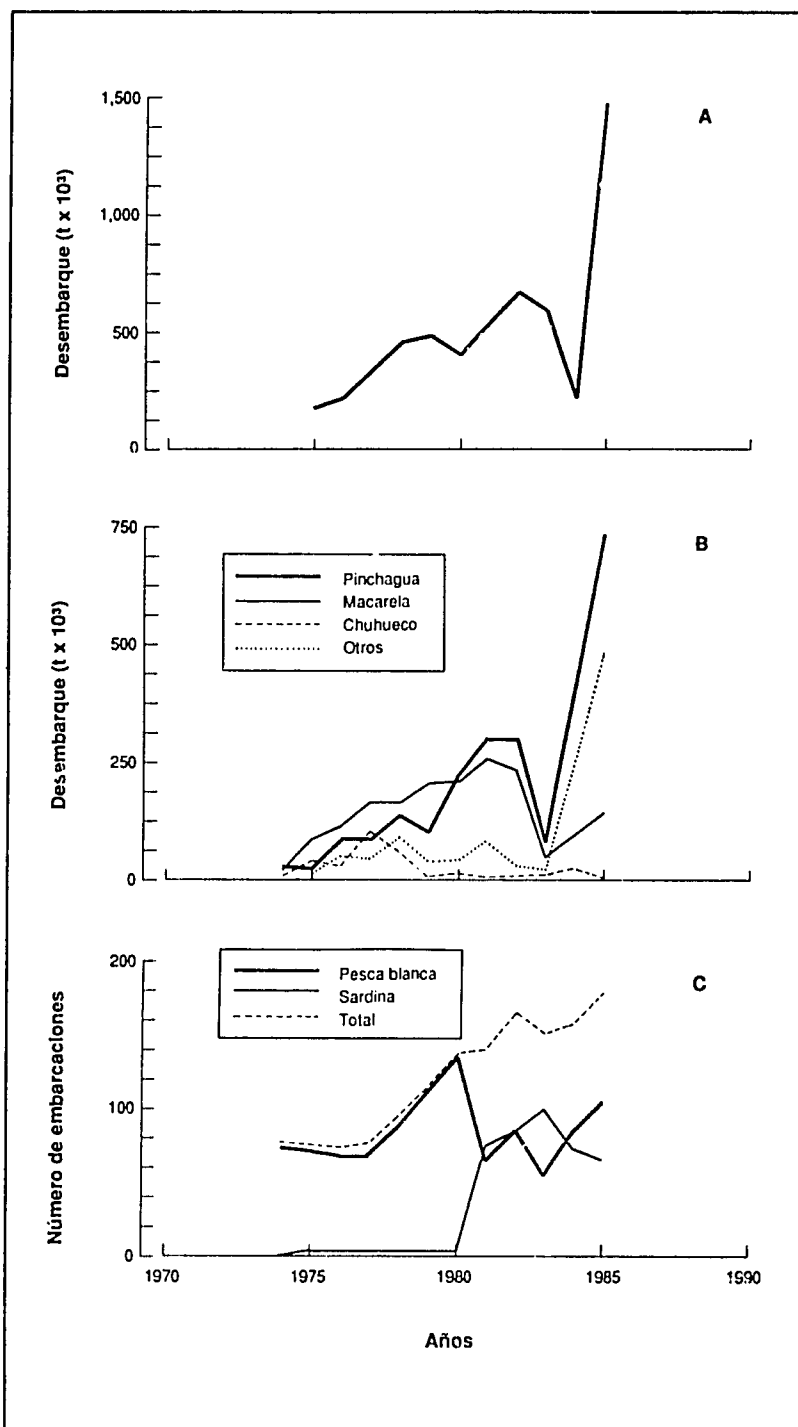 A
Desembarque (t x 10³)
1,500
1,000
500
0
B
Desembarque (t x 10³)
750
500
250
0
Pinchagua
Macarela
Chuhueco
Otros
C
Número de embarcaciones
200
100
0
Pesca blanca
Sardina
Total
1970 1975 1980 1985 1990
Años